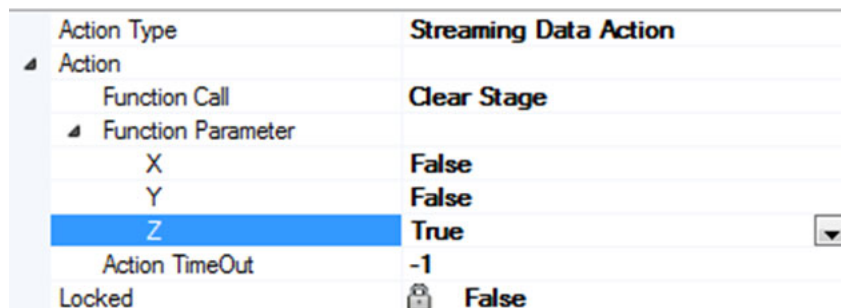 Action Type Streaming Data Action
Action
Function Call Clear Stage
Function Parameter
X False
Y False
Z True
Action TimeOut -1
Locked False